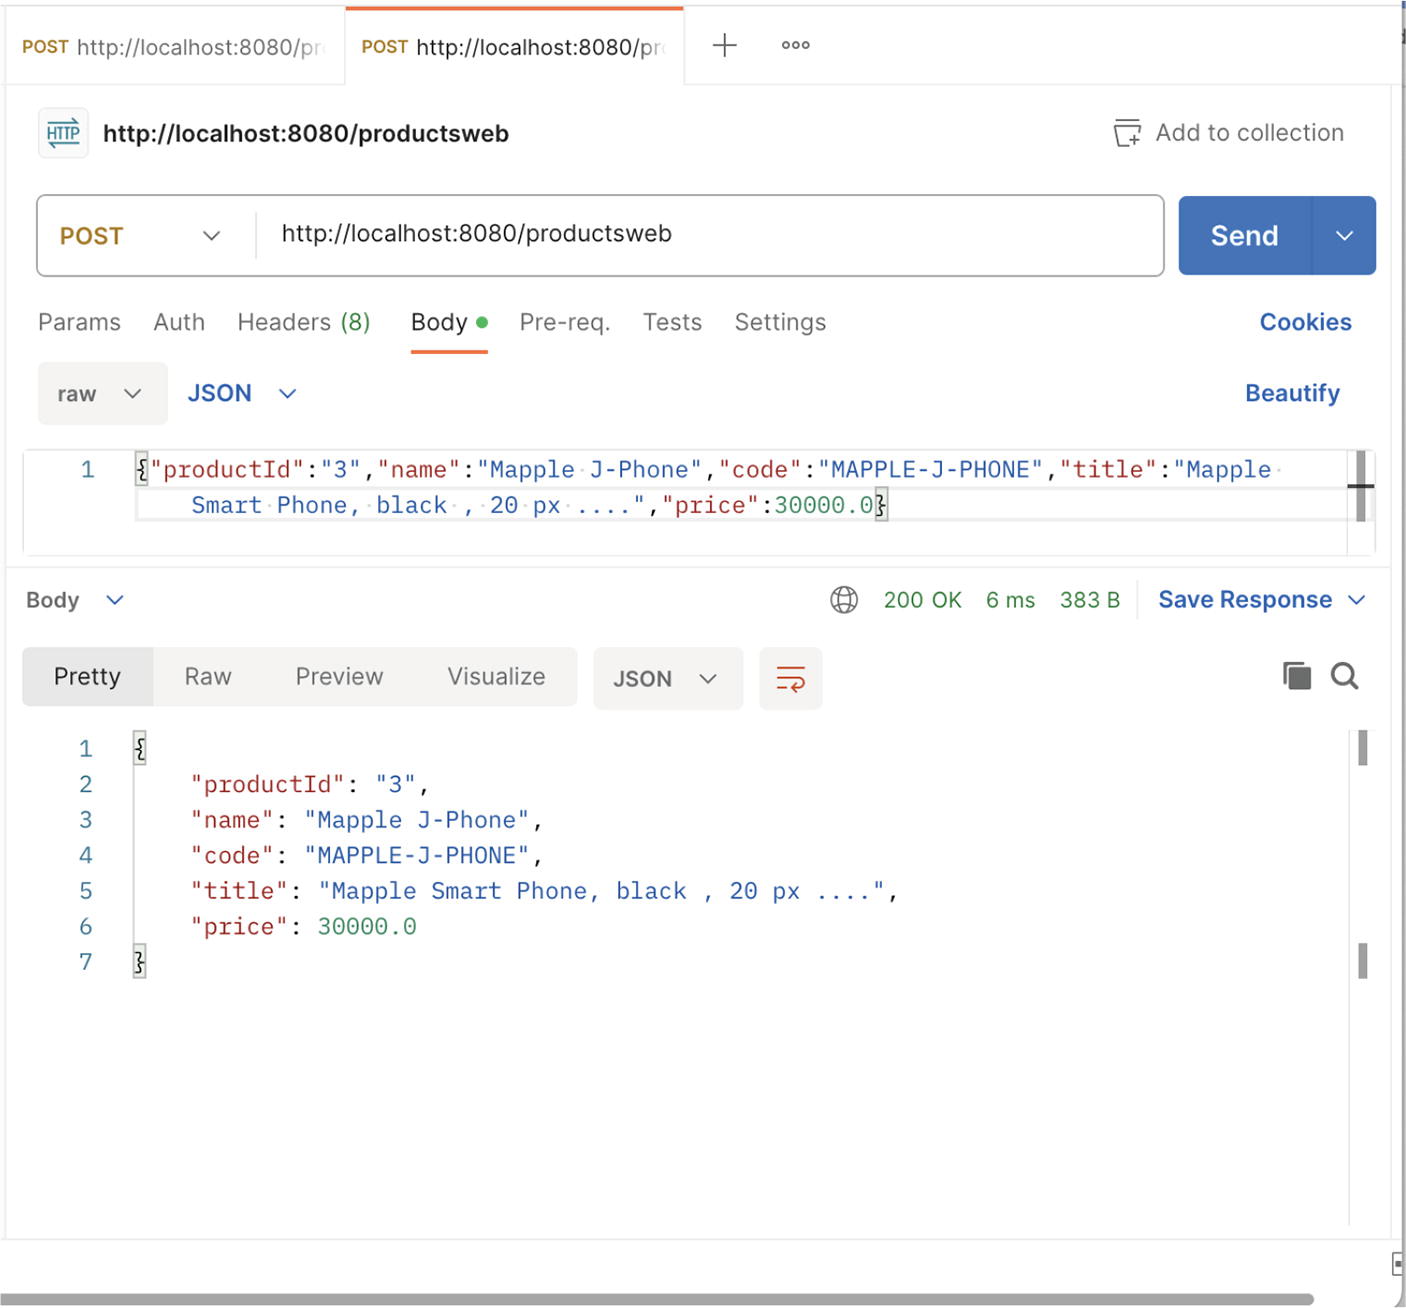 POST http://localhost:8080/pr POST http://localhost:8080/pr
HTTP http://localhost:8080/productsweb Add to collection
POST http://localhost:8080/productsweb Send
Params Auth Headers (8) Body Pre-req. Tests Settings Cookies
raw JSON Beautify
1 {"productId":"3","name":"Mapple J-Phone","code":"MAPPLE-J-PHONE","title":"Mapple
Smart Phone, black , 20 px ....","price":30000.0}
Body 200 OK 6 ms 383 B Save Response
Pretty Raw Preview Visualize JSON
1 {
2 "productId": "3",
3 "name": "Mapple J-Phone",
4 "code": "MAPPLE-J-PHONE",
5 "title": "Mapple Smart Phone, black , 20 px ....",
6 "price": 30000.0
7 }